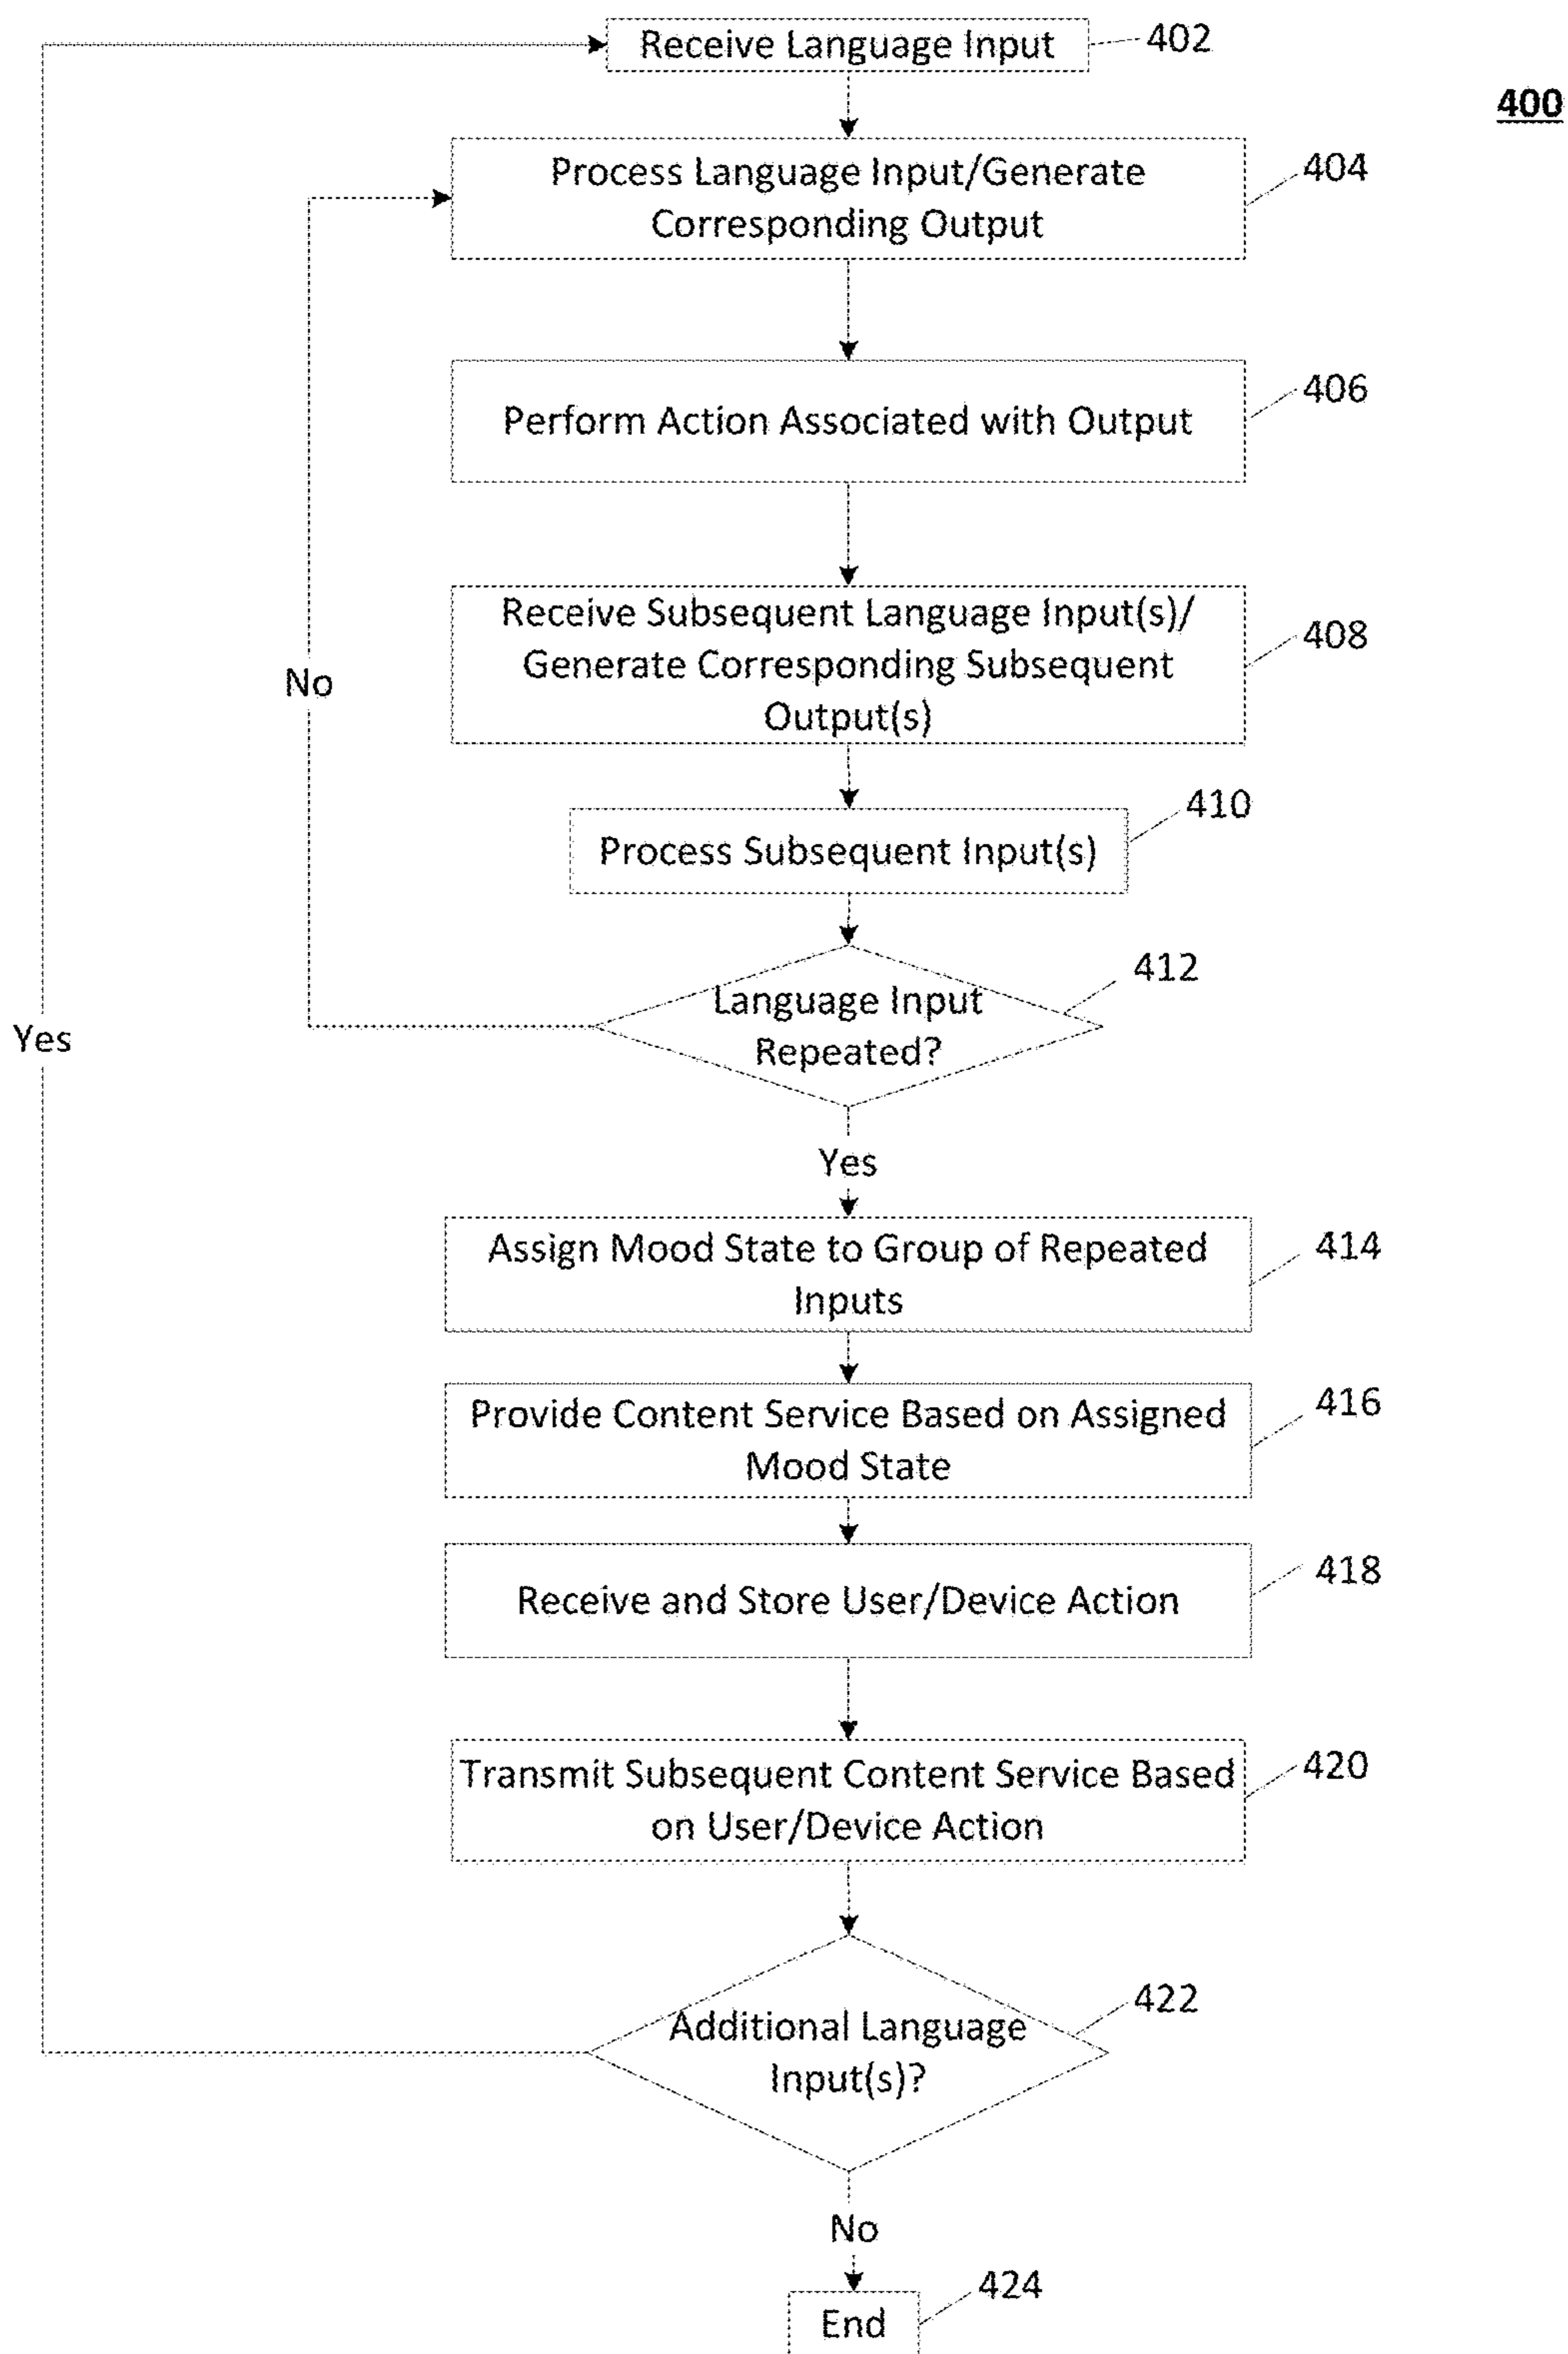 Receive Language Input
402
400
Process Language Input/Generate
Corresponding Output
404
Perform Action Associated with Output
406
Receive Subsequent Language Input(s)/
Generate Corresponding Subsequent
Output(s)
408
No
Process Subsequent Input(s)
410
Language Input
Repeated?
412
Yes
Yes
Assign Mood State to Group of Repeated
Inputs
414
Provide Content Service Based on Assigned
Mood State
416
Receive and Store User/Device Action
418
Transmit Subsequent Content Service Based
on User/Device Action
420
Additional Language
Input(s)?
422
No
End
424